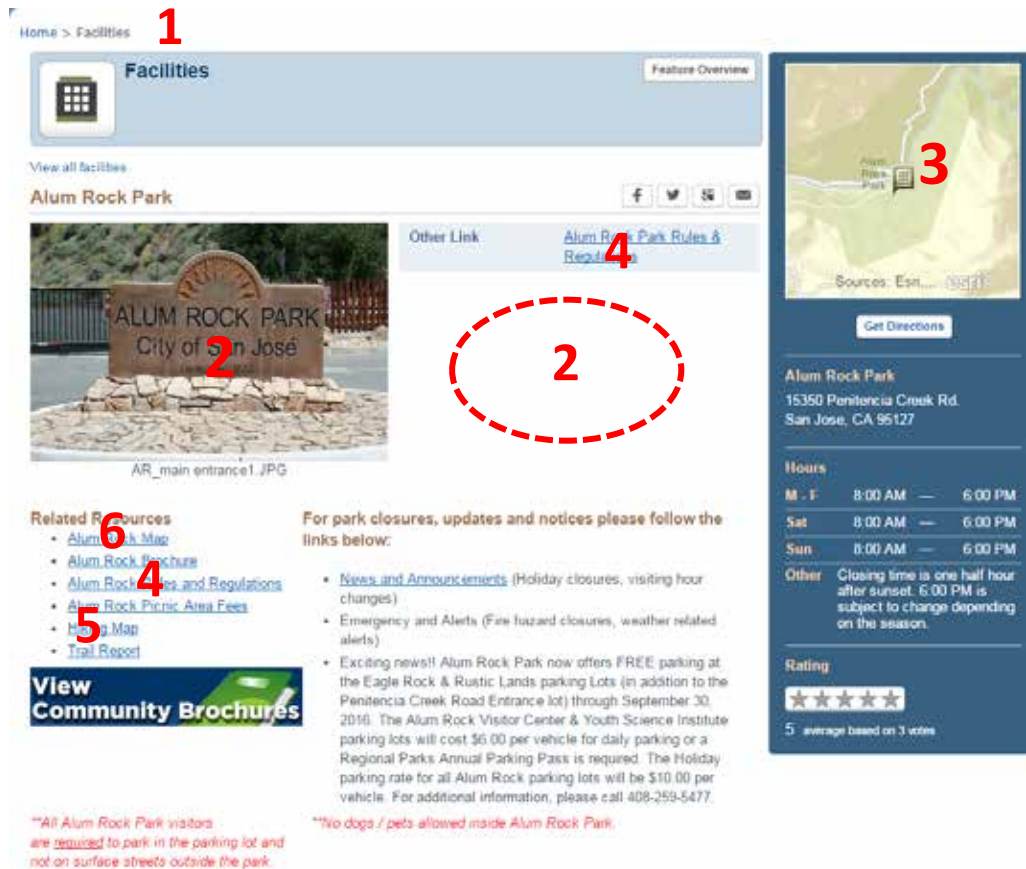 Home > Facilities
1
Facilities
Feature Overview
View all facilities
Alum Rock Park
Other Link
Alum Rock Park Rules &
4
ALUM ROCK PARK
City of San José
2
2
AR_main entrance1.JPG
Alum
Rock
Park
3
Sources: Esri,... esri
Get Directions
Alum Rock Park
15350 Penitencia Creek Rd.
San Jose, CA 95127
Hours
M - F 8:00 AM — 6:00 PM
Sat 8:00 AM — 6:00 PM
Sun 8:00 AM — 6:00 PM
Other Closing time is one half hour
after sunset. 6:00 PM is
subject to change depending
on the season.
Rating
5 average based on 3 votes
Related Resources
6
Alum Rock Map
Alum Rock Brochure
4
Alum Rock Rules and Regulations
Alum Rock Picnic Area Fees
5
Hiking Map
Trail Report
View
Community Brochures
**All Alum Rock Park visitors
are required to park in the parking lot and
not on surface streets outside the park.
For park closures, updates and notices please follow the
links below:
News and Announcements (Holiday closures, visiting hour
changes)
Emergency and Alerts (Fire hazard closures, weather related
alerts)
Exciting news!! Alum Rock Park now offers FREE parking at
the Eagle Rock & Rustic Lands parking Lots (in addition to the
Penitencia Creek Road Entrance lot) through September 30,
2016. The Alum Rock Visitor Center & Youth Science Institute
parking lots will cost $6.00 per vehicle for daily parking or a
Regional Parks Annual Parking Pass is required. The Holiday
parking rate for all Alum Rock parking lots will be $10.00 per
vehicle. For additional information, please call 408-259-5477.
**No dogs / pets allowed inside Alum Rock Park.